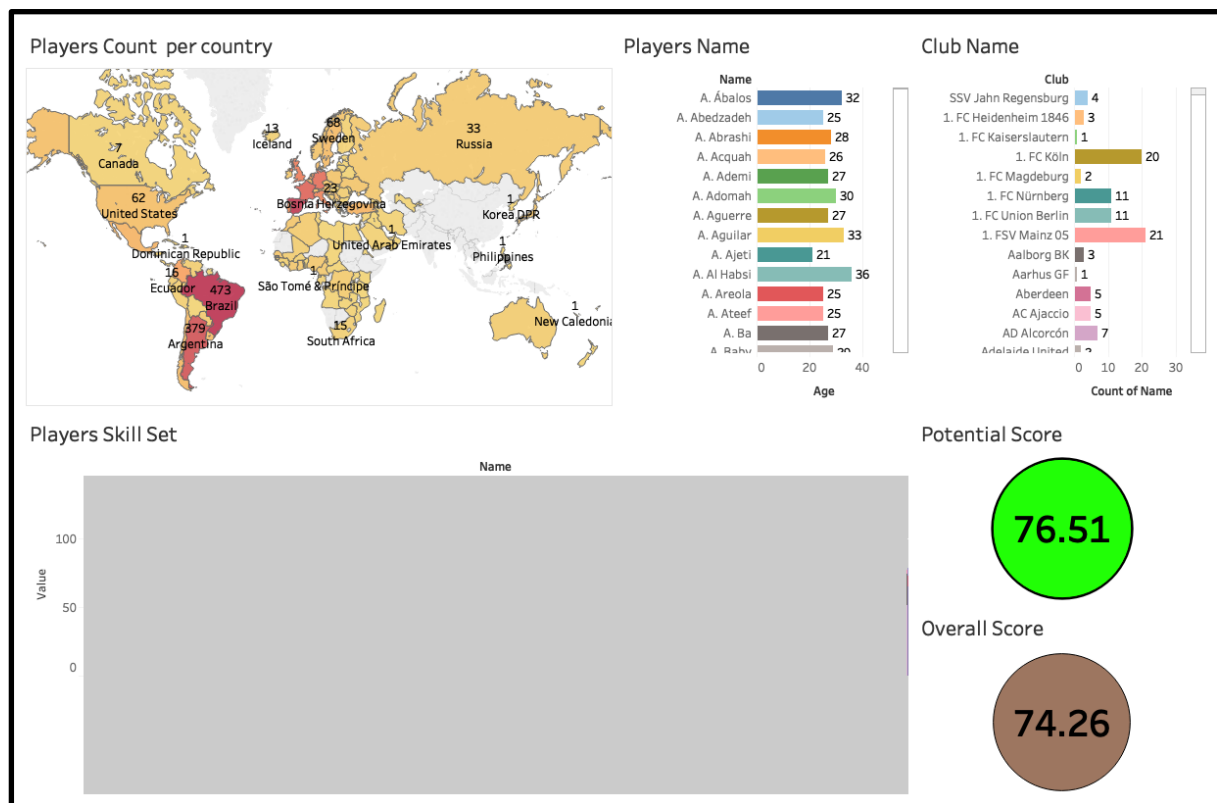 Players Count per country
13
Iceland
68
Sweden
33
Russia
7
Canada
62
United States
23
Bosnia Herzegovina
1
Korea DPR
1
Dominican Republic
1
United Arab Emirates
1
Philippines
16
Ecuador
1
São Tomé & Príncipe
473
Brazil
379
Argentina
15
South Africa
1
New Caledonia
Players Name
Name
A. Ábalos 32
A. Abedzadeh 25
A. Abrashi 28
A. Acquah 26
A. Ademi 27
A. Adomah 30
A. Aguerre 27
A. Aguilar 33
A. Ajeti 21
A. Al Habsi 36
A. Areola 25
A. Ateef 25
A. Ba 27
A. Baby
0 20 40
Age
Club Name
Club
SSV Jahn Regensburg 4
1. FC Heidenheim 1846 3
1. FC Kaiserslautern 1
1. FC Köln 20
1. FC Magdeburg 2
1. FC Nürnberg 11
1. FC Union Berlin 11
1. FSV Mainz 05 21
Aalborg BK 3
Aarhus GF 1
Aberdeen 5
AC Ajaccio 5
AD Alcorcón 7
Adelaide United
0 10 20 30
Count of Name
Players Skill Set
Name
100
50
0
Value
Potential Score
76.51
Overall Score
74.26